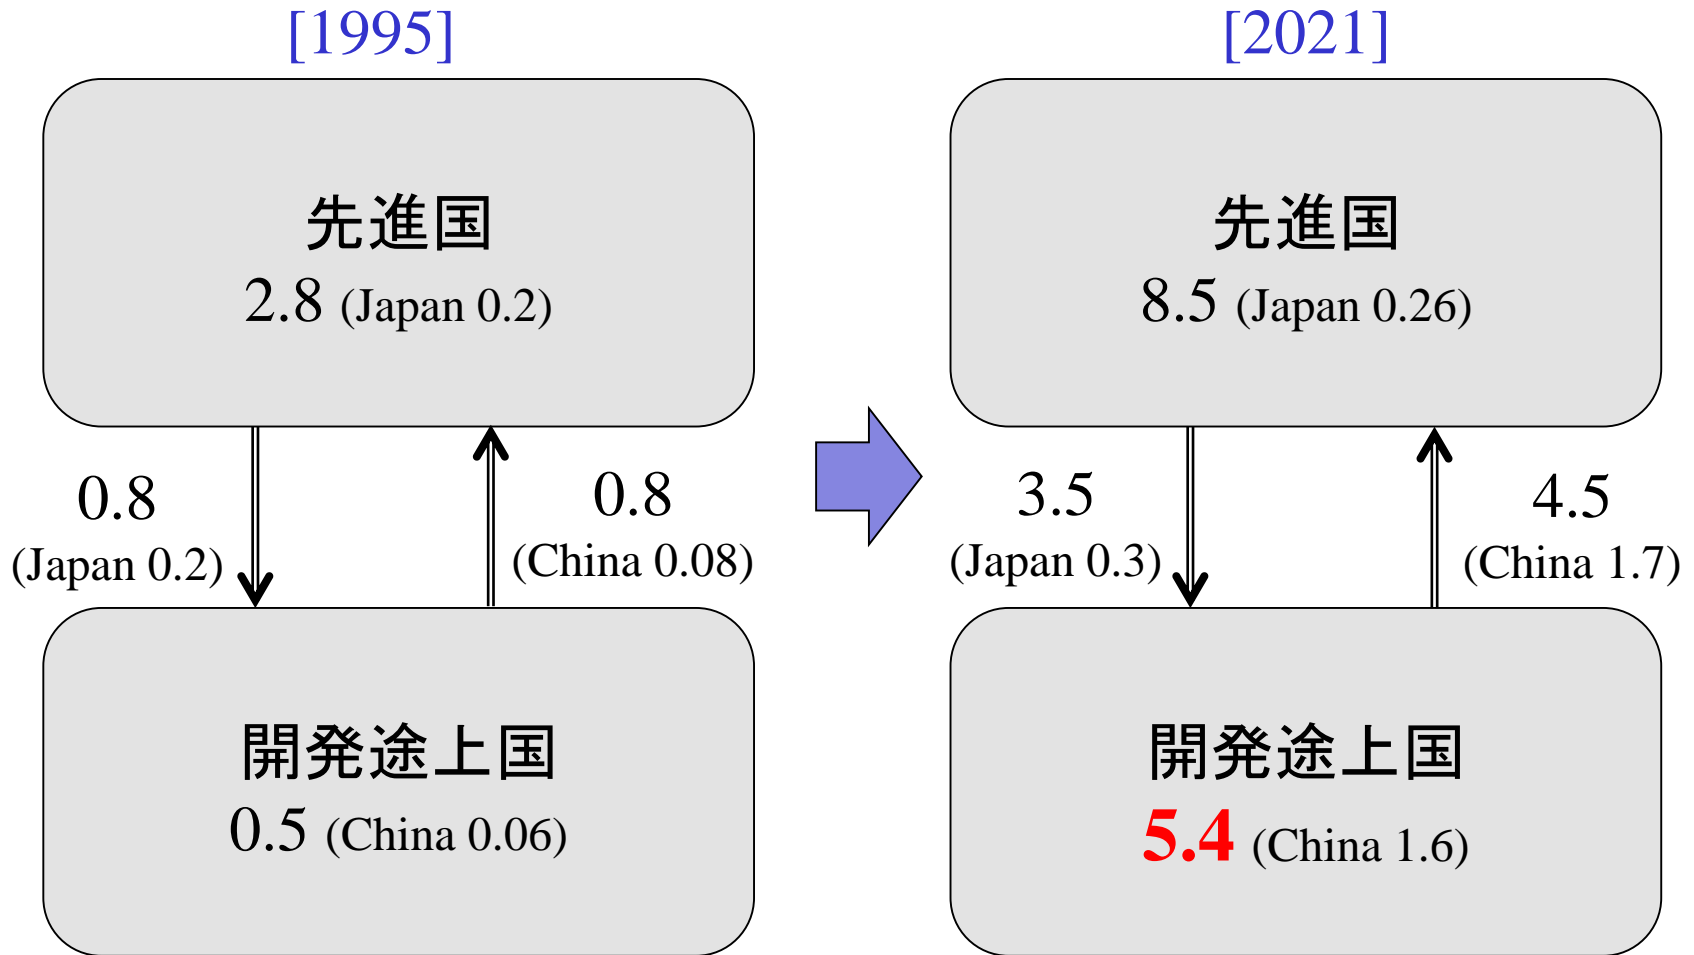 [1995]
先進国
2.8 (Japan 0.2)
0.8
(Japan 0.2)
0.8
(China 0.08)
開発途上国
0.5 (China 0.06)
[2021]
先進国
8.5 (Japan 0.26)
3.5
(Japan 0.3)
4.5
(China 1.7)
開発途上国
5.4 (China 1.6)